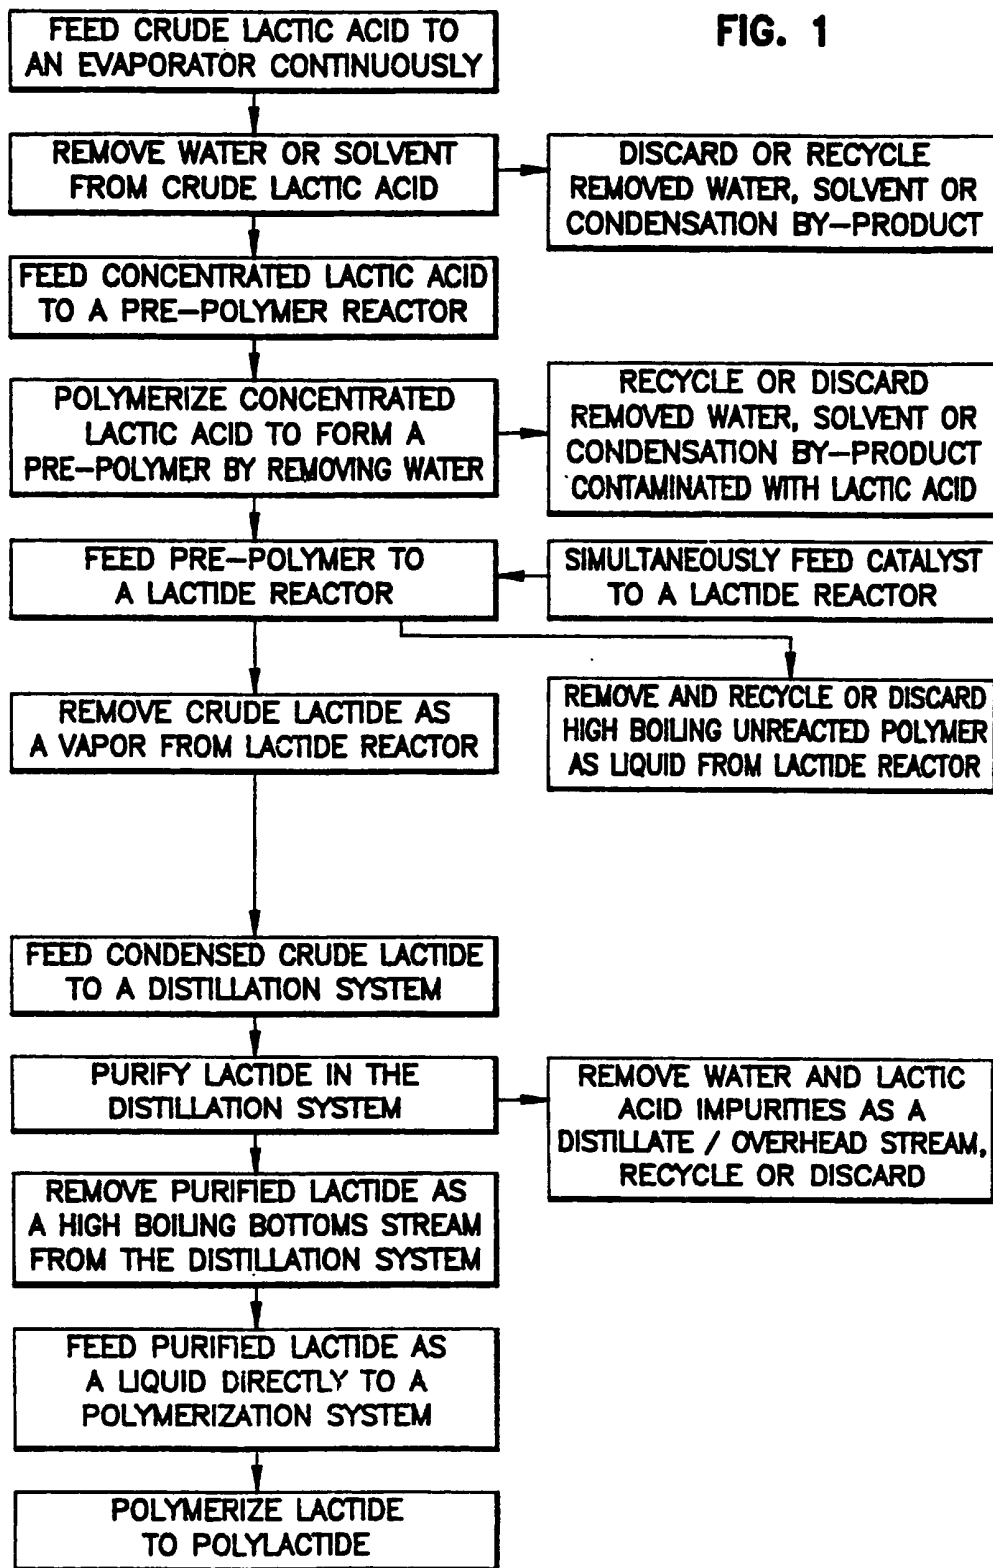 FIG. 1
FEED CRUDE LACTIC ACID TO
AN EVAPORATOR CONTINUOUSLY
REMOVE WATER OR SOLVENT
FROM CRUDE LACTIC ACID
DISCARD OR RECYCLE
REMOVED WATER, SOLVENT OR
CONDENSATION BY-PRODUCT
FEED CONCENTRATED LACTIC ACID
TO A PRE-POLYMER REACTOR
POLYMERIZE CONCENTRATED
LACTIC ACID TO FORM A
PRE-POLYMER BY REMOVING WATER
RECYCLE OR DISCARD
REMOVED WATER, SOLVENT OR
CONDENSATION BY-PRODUCT
CONTAMINATED WITH LACTIC ACID
FEED PRE-POLYMER TO
A LACTIDE REACTOR
SIMULTANEOUSLY FEED CATALYST
TO A LACTIDE REACTOR
REMOVE CRUDE LACTIDE AS
A VAPOR FROM LACTIDE REACTOR
REMOVE AND RECYCLE OR DISCARD
HIGH BOILING UNREACTED POLYMER
AS LIQUID FROM LACTIDE REACTOR
FEED CONDENSED CRUDE LACTIDE
TO A DISTILLATION SYSTEM
PURIFY LACTIDE IN THE
DISTILLATION SYSTEM
REMOVE WATER AND LACTIC
ACID IMPURITIES AS A
DISTILLATE / OVERHEAD STREAM,
RECYCLE OR DISCARD
REMOVE PURIFIED LACTIDE AS
A HIGH BOILING BOTTOMS STREAM
FROM THE DISTILLATION SYSTEM
FEED PURIFIED LACTIDE AS
A LIQUID DIRECTLY TO A
POLYMERIZATION SYSTEM
POLYMERIZE LACTIDE
TO POLYLACTIDE